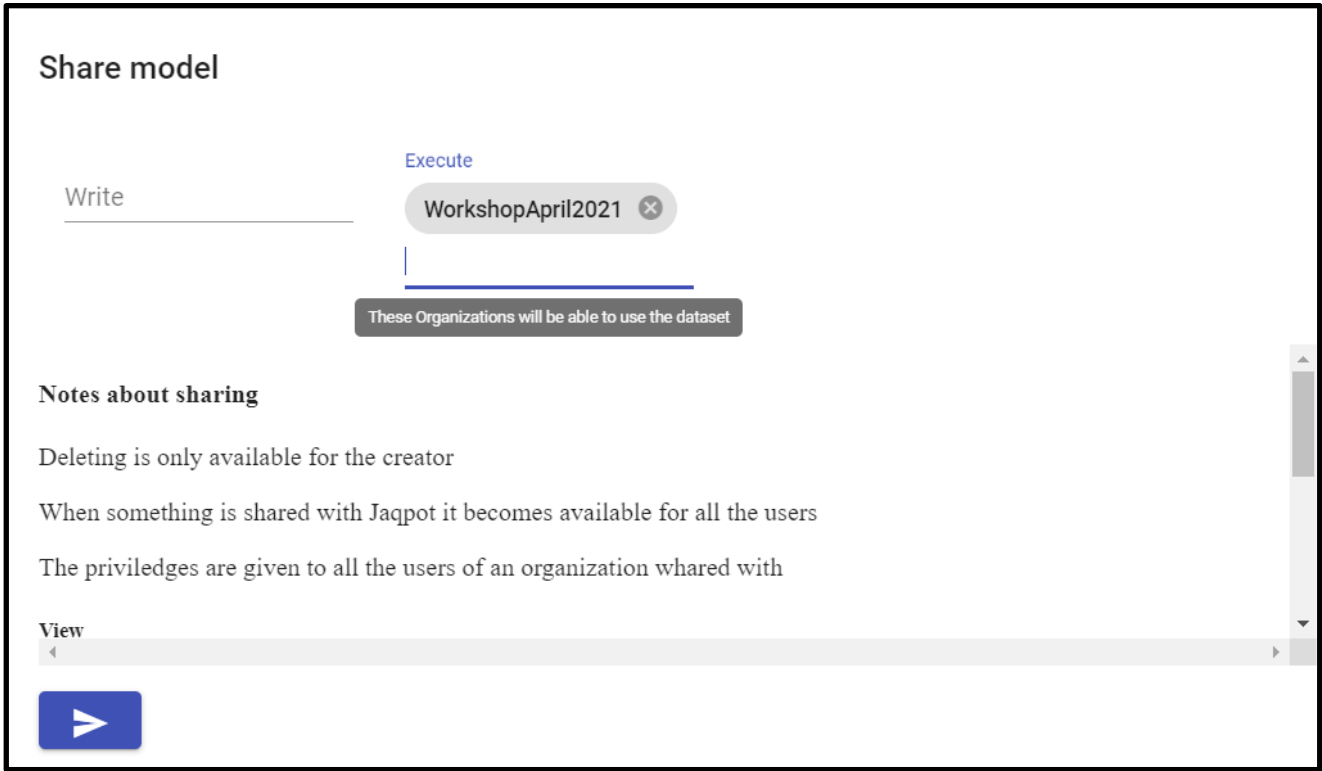 Share model
Execute
Write
WorkshopApril2021
These Organizations will be able to use the dataset
Notes about sharing
Deleting is only available for the creator
When something is shared with Jaqpot it becomes available for all the users
The priviledges are given to all the users of an organization whared with
View